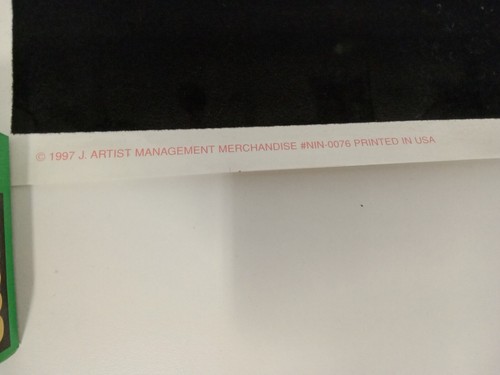 © 1997 J. ARTIST MANAGEMENT MERCHANDISE #NIN-0076 PRINTED IN USA